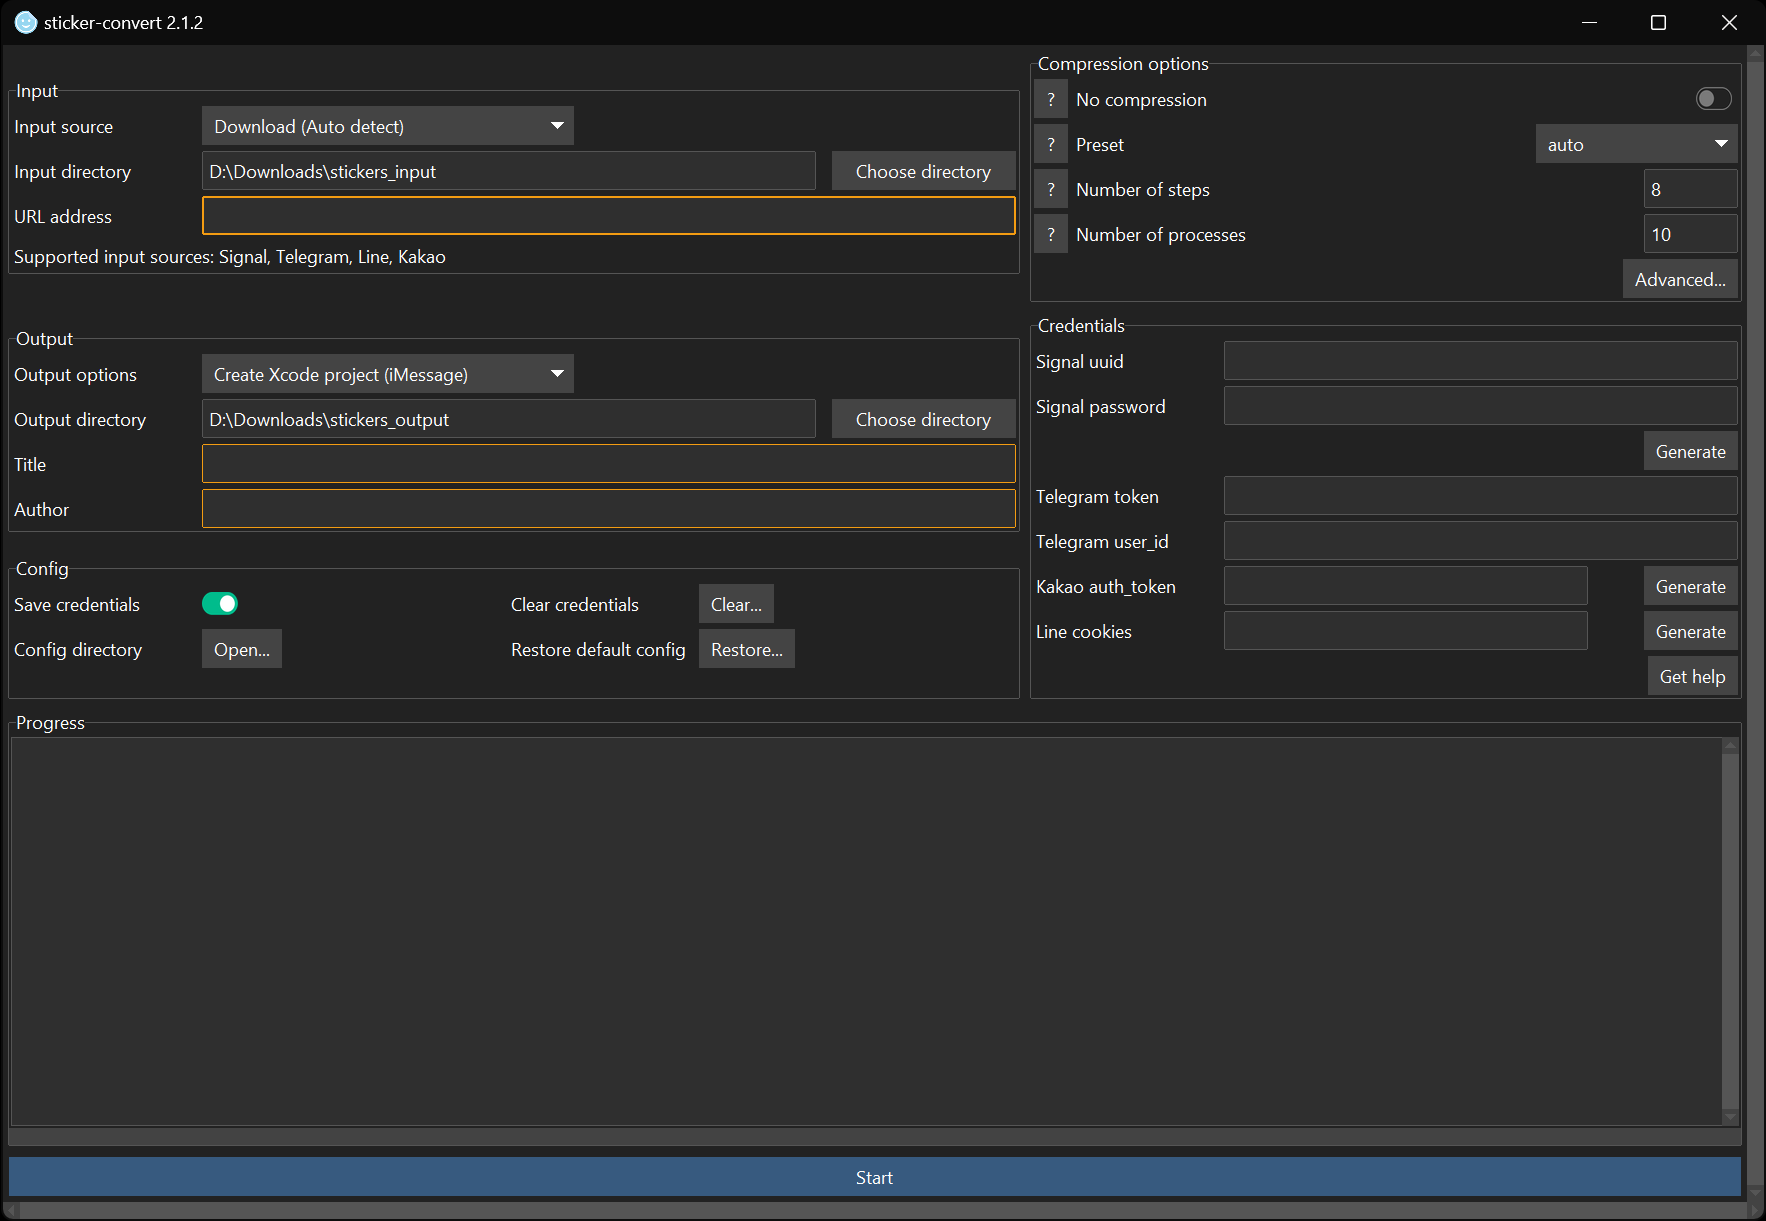 sticker-convert 2.1.2
Input
Input source
Download (Auto detect)
Input directory
D:\Downloads\stickers_input
Choose directory
URL address
Supported input sources: Signal, Telegram, Line, Kakao
Output
Output options
Create Xcode project (iMessage)
Output directory
D:\Downloads\stickers_output
Choose directory
Title
Author
Config
Save credentials
Clear credentials
Clear...
Config directory
Open...
Restore default config
Restore...
Compression options
? No compression
? Preset
auto
? Number of steps
8
? Number of processes
10
Advanced...
Credentials
Signal uuid
Signal password
Generate
Telegram token
Telegram user_id
Kakao auth_token
Generate
Line cookies
Generate
Get help
Progress
Start